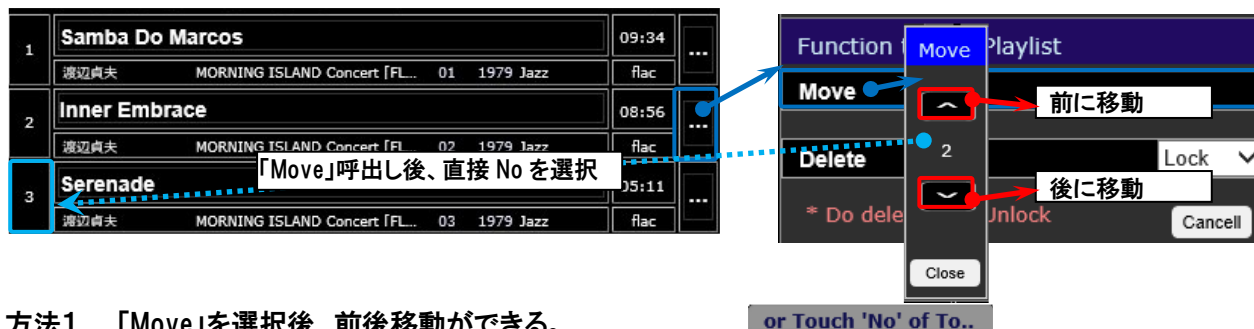 1
Samba Do Marcos
09:34
...
渡辺貞夫 MORNING ISLAND Concert [FL... 01 1979 Jazz flac
2
Inner Embrace
08:56
...
渡辺貞夫 MORNING ISLAND Concert [FL... 02 1979 Jazz flac
「Move」呼出し後、直接 No を選択
3
Serenade
05:11
...
渡辺貞夫 MORNING ISLAND Concert [FL... 03 1979 Jazz flac
Function Playlist
Move
Move
前に移動
2
Delete
Lock
後に移動
* Do dele Unlock
Cancell
Close
方法1 「Move」を選択後、前後移動ができる。
or Touch 'No' of To..